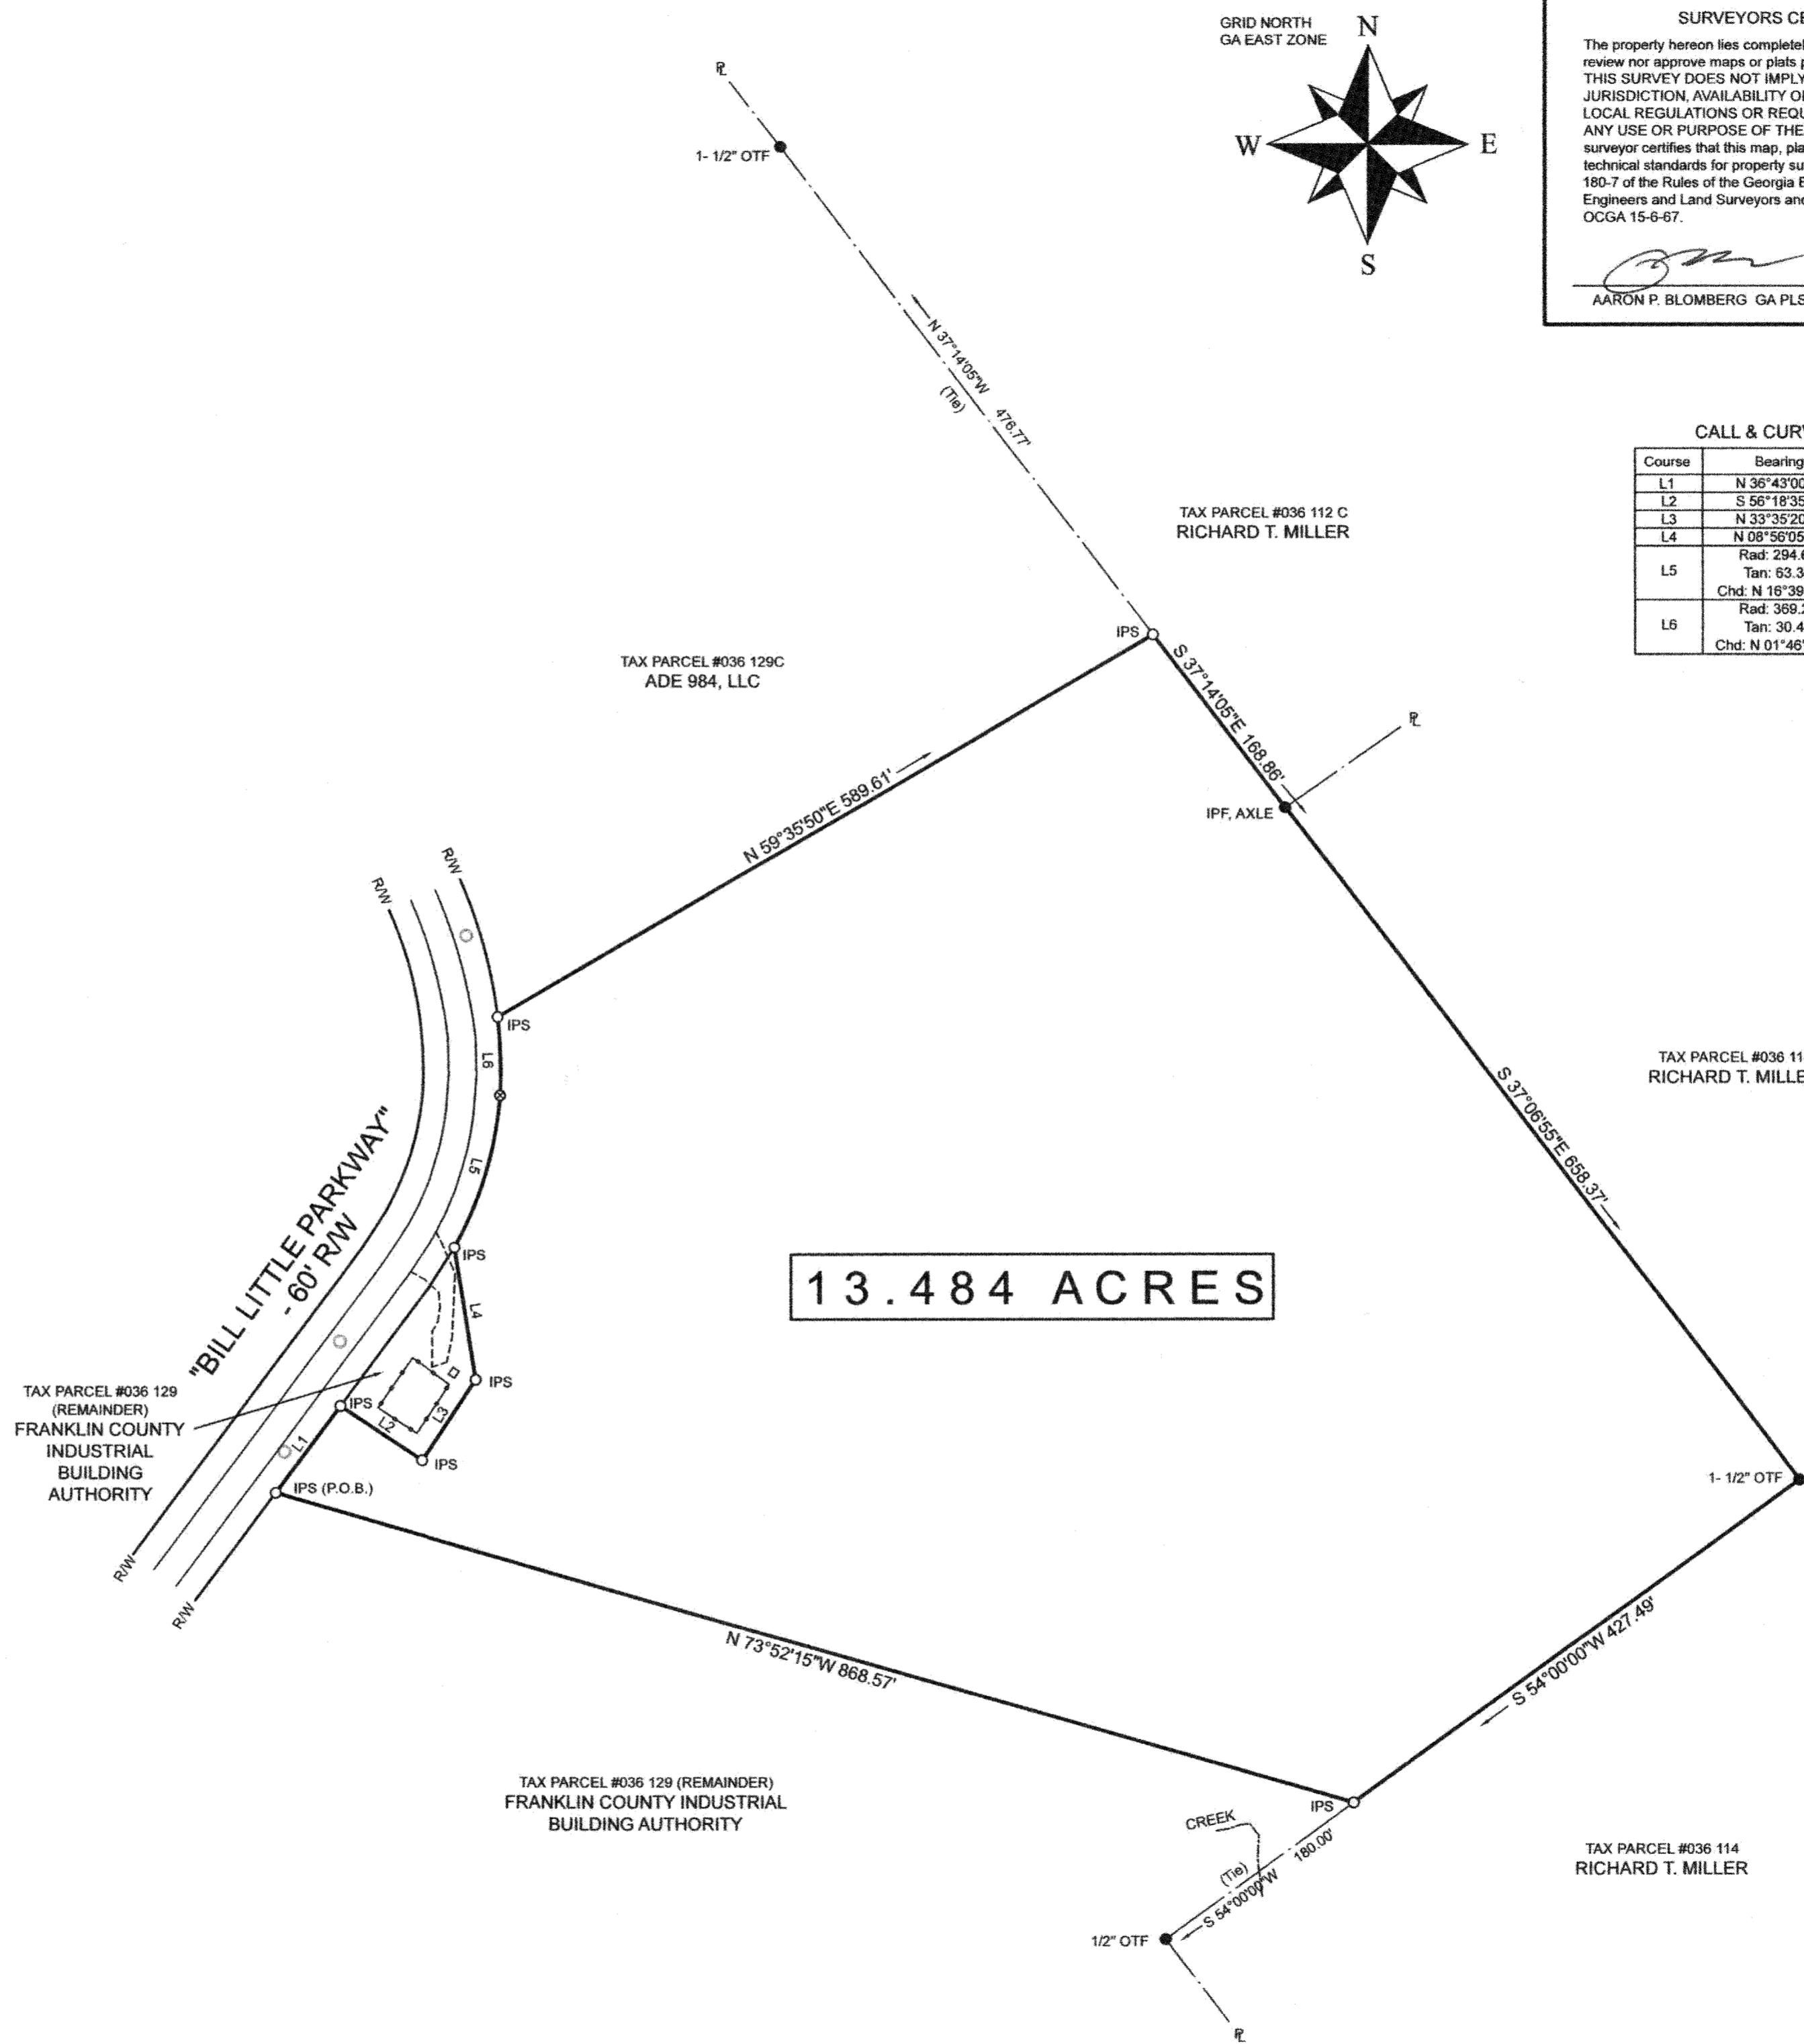 GRID NORTH
GA EAST ZONE
N
W
E
S
SURVEYORS CE
The property hereon lies completel
review nor approve maps or plats p
THIS SURVEY DOES NOT IMPLY
JURISDICTION, AVAILABILITY O
LOCAL REGULATIONS OR REQU
ANY USE OR PURPOSE OF THE
surveyor certifies that this map, pla
technical standards for property su
180-7 of the Rules of the Georgia B
Engineers and Land Surveyors and
OCGA 15-6-67.
AARON P. BLOMBERG GA PLS
CALL & CUR
Course Bearing
L1 N 36°43'00
L2 S 56°18'35
L3 N 33°35'20
L4 N 08°56'05
L5 Rad: 294.6
Tan: 63.3
Chd: N 16°39
L6 Rad: 369.2
Tan: 30.4
Chd: N 01°46'
PL
1- 1/2" OTF
N 37°14'05"W 476.77'
(Tie)
TAX PARCEL #036 112 C
RICHARD T. MILLER
IPS
TAX PARCEL #036 129C
ADE 984, LLC
S 37°14'05"E 168.86'
PL
IPF, AXLE
N 59°35'50"E 589.61'
R/W
R/W
IPS
L6
L5
TAX PARCEL #036 11
RICHARD T. MILLE
S 37°06'55"E 658.37'
"BILL LITTLE PARKWAY"
- 60' R/W
IPS
13.484 ACRES
L4
IPS
TAX PARCEL #036 129
(REMAINDER)
FRANKLIN COUNTY
INDUSTRIAL
BUILDING
AUTHORITY
IPS
L2
L3
L1
IPS
IPS (P.O.B.)
1- 1/2" OTF
R/W
R/W
N 73°52'15"W 868.57'
S 54°00'00"W 427.49'
TAX PARCEL #036 129 (REMAINDER)
FRANKLIN COUNTY INDUSTRIAL
BUILDING AUTHORITY
IPS
CREEK
(Tie)
S 54°00'00"W 180.00'
TAX PARCEL #036 114
RICHARD T. MILLER
1/2" OTF
PL